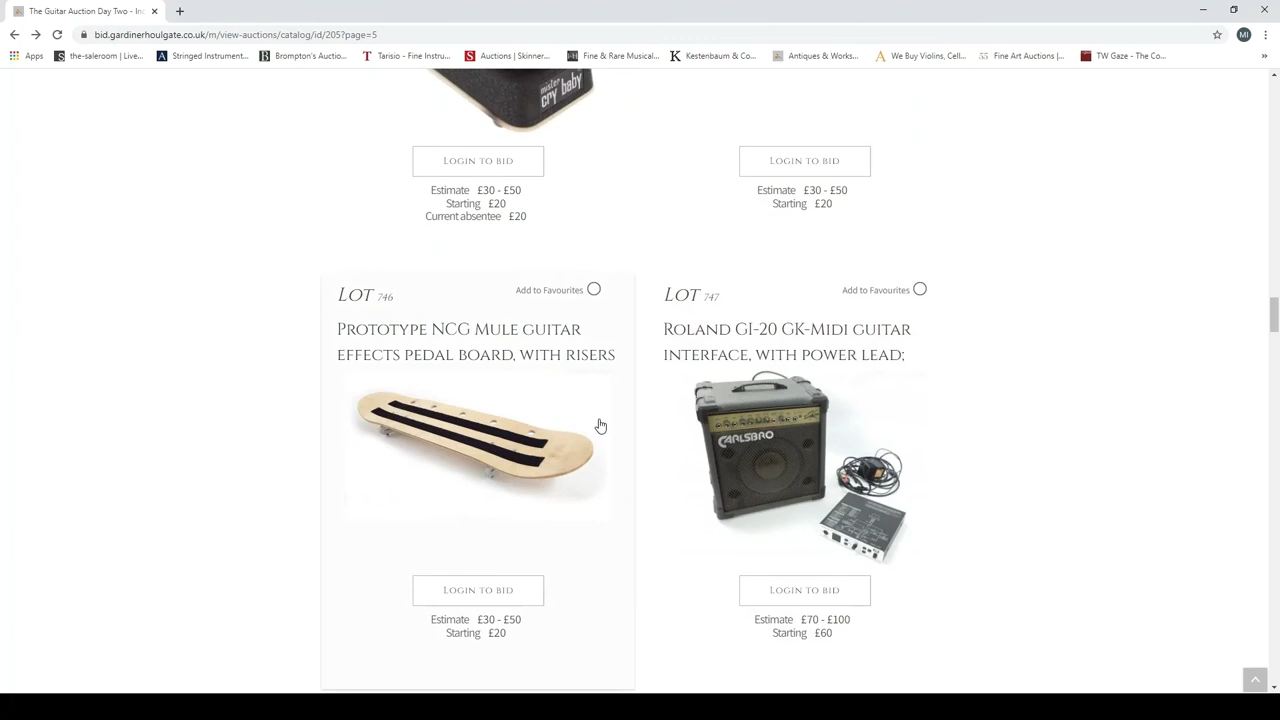 The Guitar Auction Day Two - In
bid.gardinerhoulgate.co.uk/m/view-auctions/catalog/id/205?page=5
MI
Apps
the-saleroom | Live...
Stringed Instrument...
Brompton's Auctio...
Tarisio - Fine Instru...
Auctions | Skinner...
Fine & Rare Musical...
Kestenbaum & Co...
Antiques & Works...
We Buy Violins, Cell...
Fine Art Auctions |...
TW Gaze - The Co...
mister
cry baby
Login to bid
Estimate £30 - £50
Starting £20
Current absentee £20
Login to bid
Estimate £30 - £50
Starting £20
Lot 746
Add to Favourites
Prototype NCG Mule guitar
effects pedal board, with risers
Login to bid
Estimate £30 - £50
Starting £20
Lot 747
Add to Favourites
Roland GI-20 GK-Midi guitar
interface, with power lead;
CARLSBRO
Login to bid
Estimate £70 - £100
Starting £60